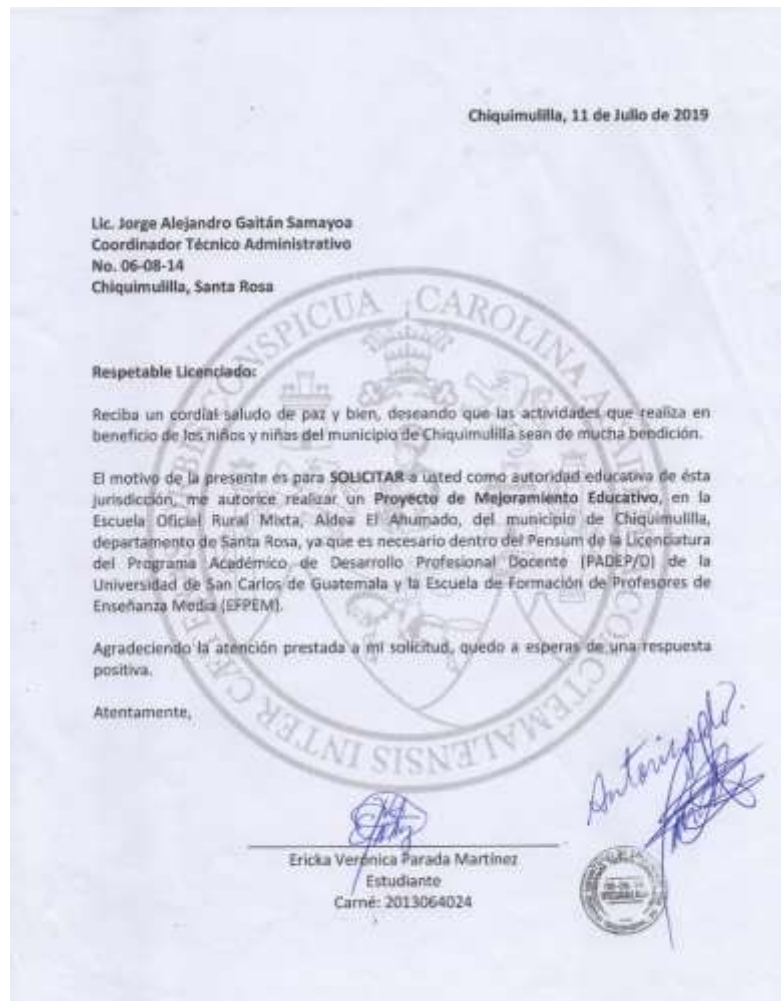 Chiquimulilla, 11 de Julio de 2019
Lic. Jorge Alejandro Gaitán Samayoa
Coordinador Técnico Administrativo
No. 06-08-14
Chiquimulilla, Santa Rosa
Respetable Licenciado:
Reciba un cordial saludo de paz y bien, deseando que las actividades que realiza en
beneficio de los niños y niñas del municipio de Chiquimulilla sean de mucha bendición.
El motivo de la presente es para SOLICITAR a usted como autoridad educativa de ésta
jurisdicción, me autorice realizar un Proyecto de Mejoramiento Educativo, en la
Escuela Oficial Rural Mixta, Aldea El Ahumado, del municipio de Chiquimulilla,
departamento de Santa Rosa, ya que es necesario dentro del Pensum de la Licenciatura
del Programa Académico de Desarrollo Profesional Docente (PADEP/D) de la
Universidad de San Carlos de Guatemala y la Escuela de Formación de Profesores de
Enseñanza Media (EFPEM).
Agradeciendo la atención prestada a mi solicitud, quedo a esperas de una respuesta
positiva.
Atentamente,
Autorizado.
Ericka Verónica Parada Martínez
Estudiante
Carné: 2013064024
CONSPICUA CAROLINA
COACTEMALENSIS INTER